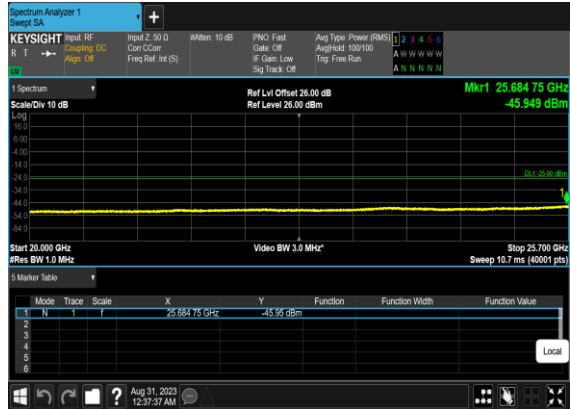 Spectrum Analyzer 1
Swept SA
+
KEYSIGHT Input: RF Input Z: 50 Ω #Atten: 10 dB PNO: Fast Avg Type: Power (RMS) 1 2 3 4 5 6
R T Coupling: DC Corr CCorr Gate: Off Avg|Hold: 100/100 A W W W W W
Align: Off Freq Ref: Int (S) IF Gain: Low Trig: Free Run
Sig Track: Off A N N N N N
1 Spectrum Ref Lvl Offset 26.00 dB Mkr1 25.684 75 GHz
Scale/Div 10 dB Ref Level 26.00 dBm -45.949 dBm
Log
16.0
6.00
-4.00
-14.0
DL1 -25.00 dBm
-24.0
-34.0
1
-44.0
-54.0
-64.0
Start 20.000 GHz Video BW 3.0 MHz* Stop 25.700 GHz
#Res BW 1.0 MHz Sweep 10.7 ms (40001 pts)
5 Marker Table
Mode Trace Scale X Y Function Function Width Function Value
1 N 1 f 25.684 75 GHz -45.95 dBm
2
3
4
5
6
Local
? Aug 31, 2023
12:37:37 AM